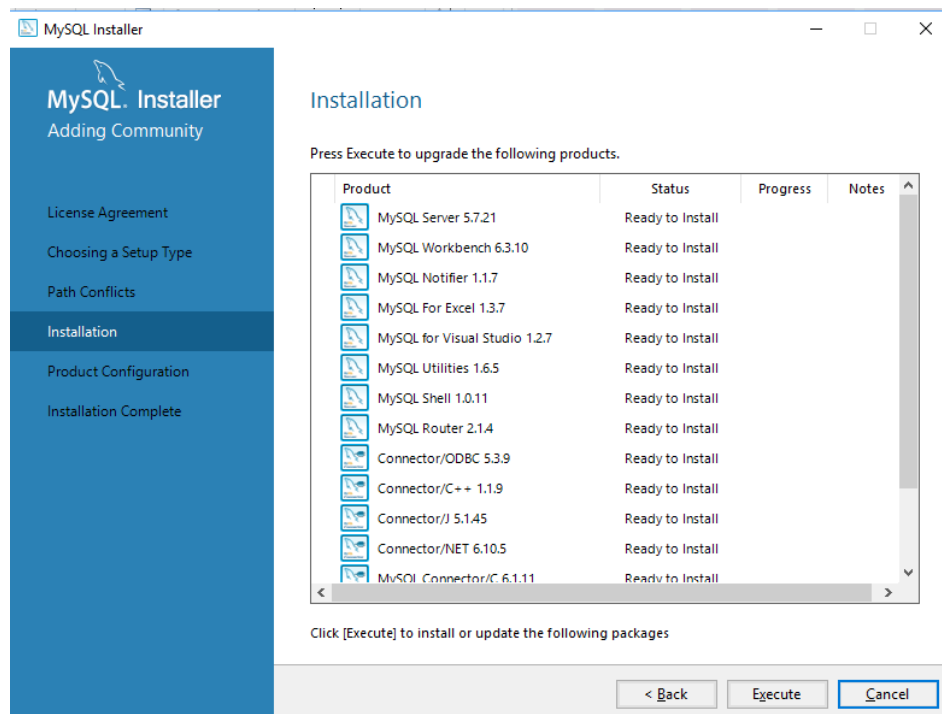 MySQL Installer
MySQL. Installer
Adding Community
License Agreement
Choosing a Setup Type
Path Conflicts
Installation
Product Configuration
Installation Complete
Installation
Press Execute to upgrade the following products.
Product Status Progress Notes
MySQL Server 5.7.21 Ready to Install
MySQL Workbench 6.3.10 Ready to Install
MySQL Notifier 1.1.7 Ready to Install
MySQL For Excel 1.3.7 Ready to Install
MySQL for Visual Studio 1.2.7 Ready to Install
MySQL Utilities 1.6.5 Ready to Install
MySQL Shell 1.0.11 Ready to Install
MySQL Router 2.1.4 Ready to Install
Connector/ODBC 5.3.9 Ready to Install
Connector/C++ 1.1.9 Ready to Install
Connector/J 5.1.45 Ready to Install
Connector/NET 6.10.5 Ready to Install
MySQL Connector/C 6.1.11 Ready to Install
Click [Execute] to install or update the following packages
< Back Execute Cancel